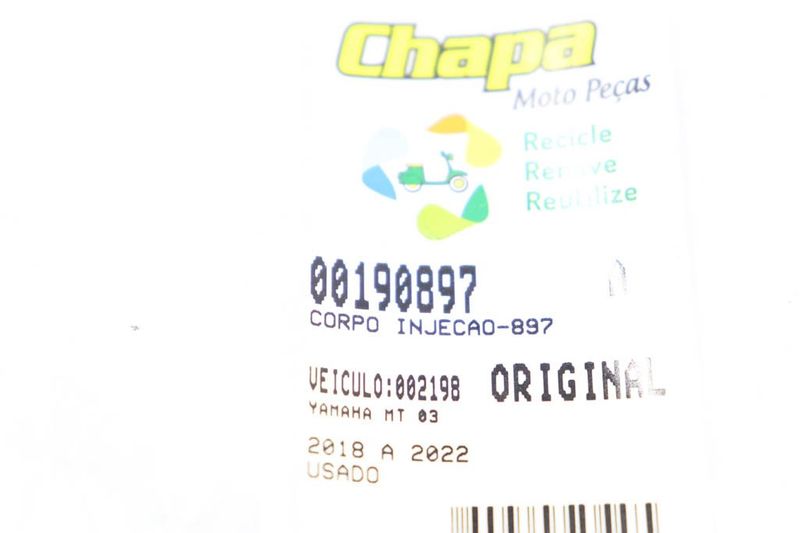 Chapa
Moto Peças
Recicle
Renove
Reutilize
00190897
CORPO INJECAO-897
VEICULO:002198 ORIGINAL
YAMAHA MT 03
2018 A 2022
USADO